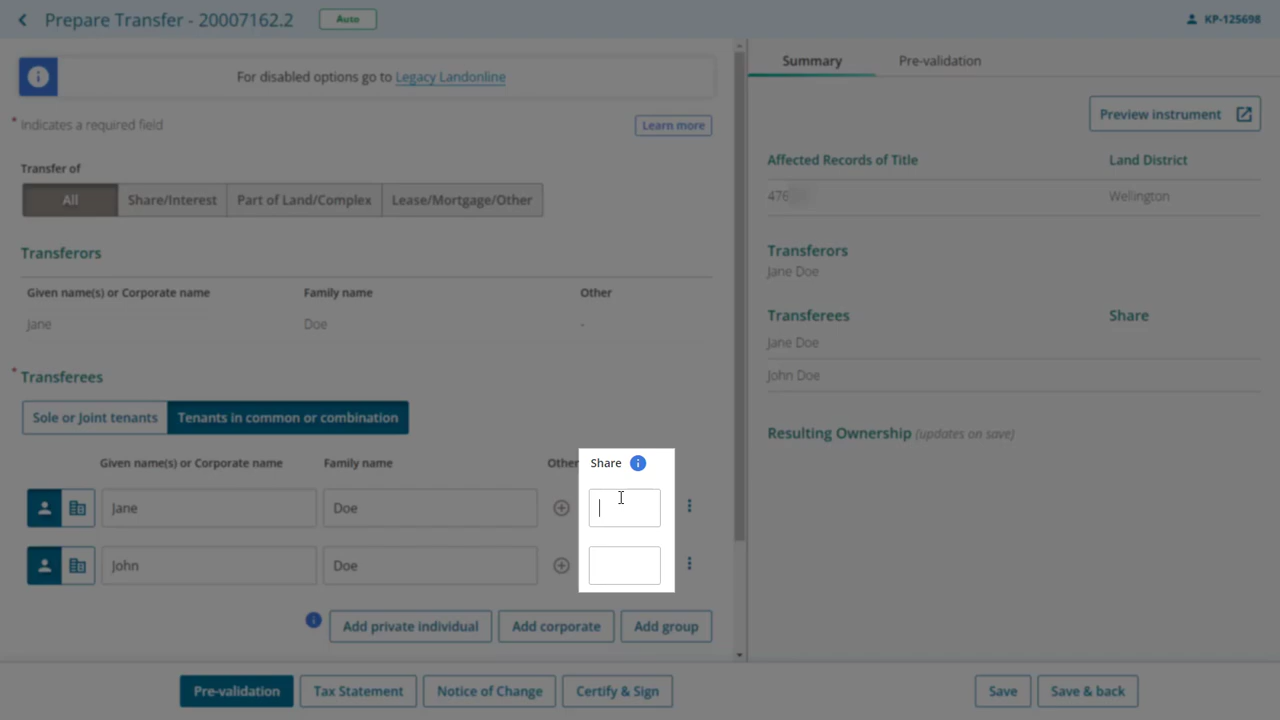 Prepare Transfer - 20007162.2
Auto
KP-125698
For disabled options go to Legacy Landonline
* Indicates a required field
Learn more
Transfer of
All
Share/Interest
Part of Land/Complex
Lease/Mortgage/Other
Transferors
Given name(s) or Corporate name
Family name
Other
Jane
Doe
-
* Transferees
Sole or Joint tenants
Tenants in common or combination
Given name(s) or Corporate name
Family name
Other
Share
Jane
Doe
John
Doe
Add private individual
Add corporate
Add group
Pre-validation
Tax Statement
Notice of Change
Certify & Sign
Save
Save & back
Summary
Pre-validation
Preview instrument
Affected Records of Title
Land District
476
Wellington
Transferors
Jane Doe
Transferees
Share
Jane Doe
John Doe
Resulting Ownership (updates on save)